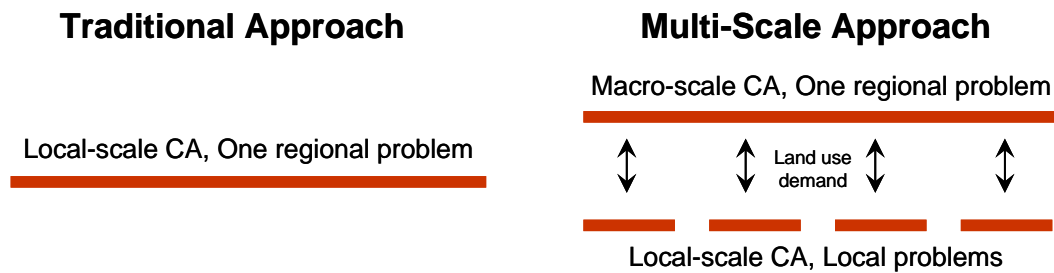 Traditional Approach
Local-scale CA, One regional problem
Multi-Scale Approach
Macro-scale CA, One regional problem
Land use
demand
Local-scale CA, Local problems